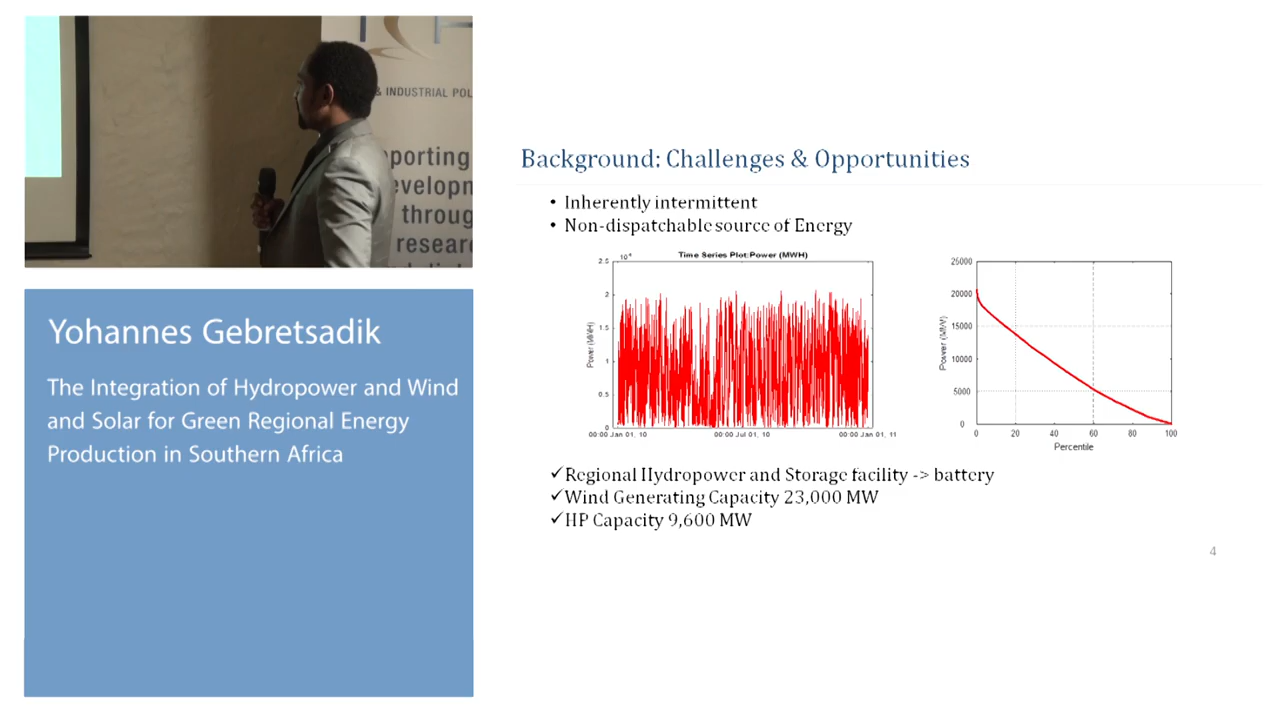 & INDUSTRIAL POL
porting
evelopn
throug
resear
Yohannes Gebretsadik
The Integration of Hydropower and Wind
and Solar for Green Regional Energy
Production in Southern Africa
Background: Challenges & Opportunities
• Inherently intermittent
• Non-dispatchable source of Energy
Time Series Plot:Power (MWH)
2.5
2
1.5
1
0.5
0
Power (MWH)
00:00 Jan 01, 10 00:00 Jul 01, 10 00:00 Jan 01, 11
25000
20000
15000
10000
5000
0
0 20 40 60 80 100
Percentile
✓Regional Hydropower and Storage facility -> battery
✓Wind Generating Capacity 23,000 MW
✓HP Capacity 9,600 MW
4